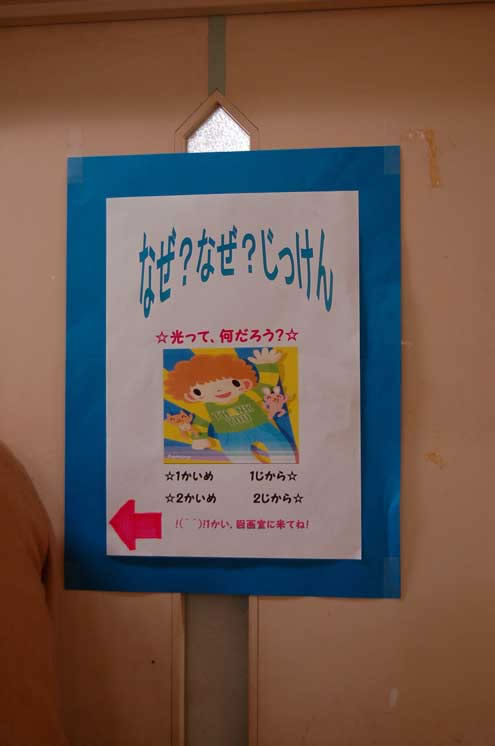 なぜ?なぜ?じっけん
☆光って、何だろう?☆
THANK
YOU
☆1かいめ 1じから☆
☆2かいめ 2じから☆
!(^^)!1かい、図画室に来てね!